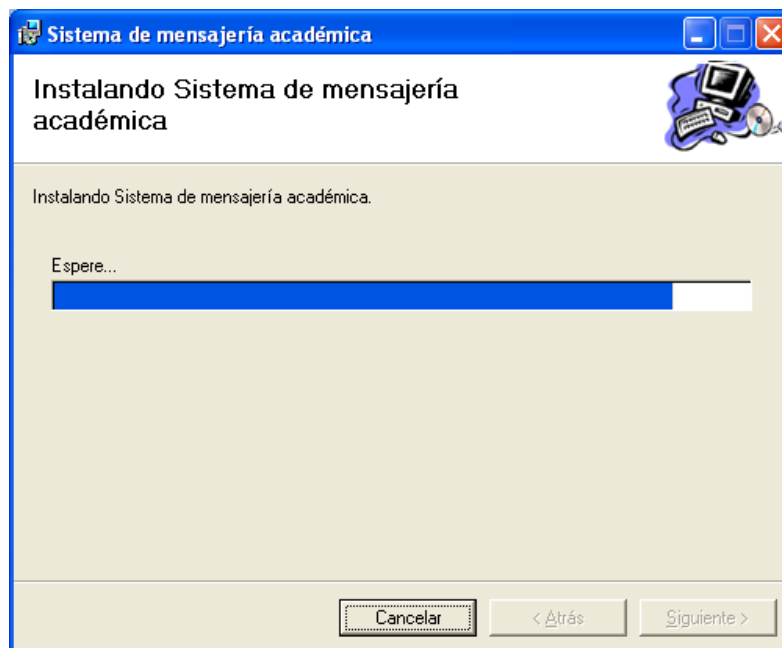 Sistema de mensajería académica
Instalando Sistema de mensajería
académica
Instalando Sistema de mensajería académica.
Espere...
Cancelar
< Atrás
Siguiente >